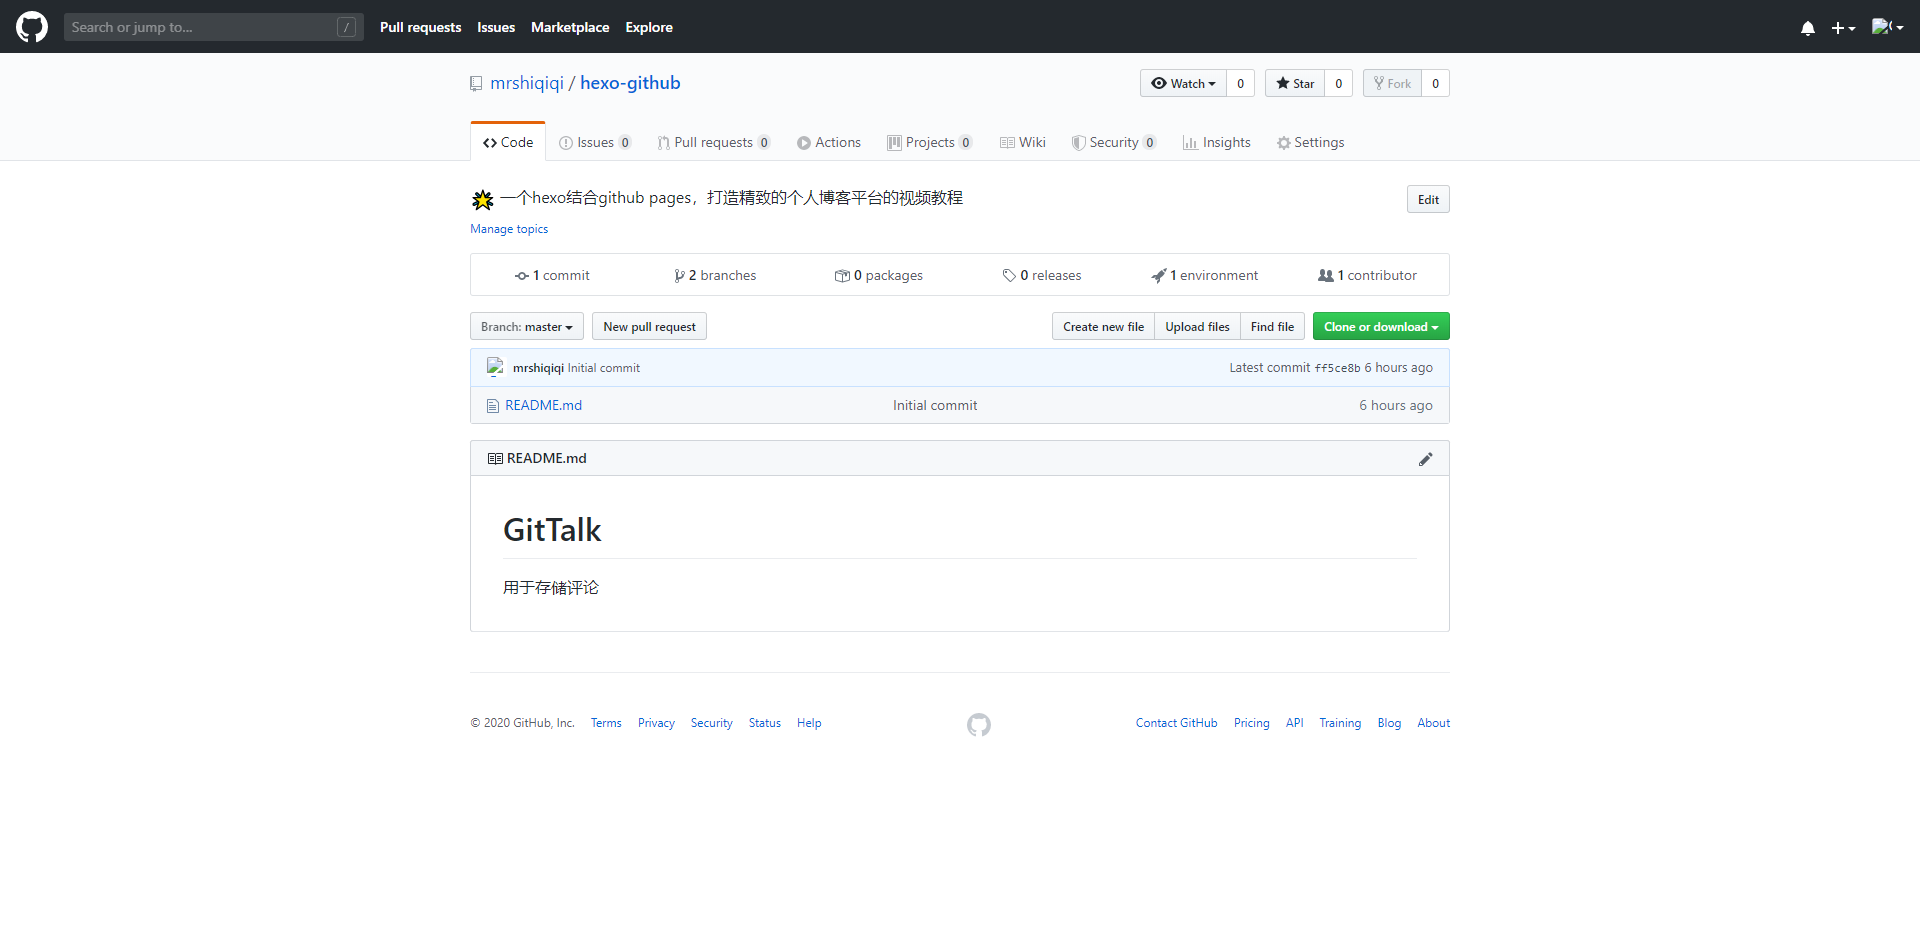 Search or jump to... / Pull requests Issues Marketplace Explore
mrshiqiqi / hexo-github Watch 0 Star 0 Fork 0
Code Issues 0 Pull requests 0 Actions Projects 0 Wiki Security 0 Insights Settings
一个hexo结合github pages，打造精致的个人博客平台的视频教程 Edit
Manage topics
1 commit 2 branches 0 packages 0 releases 1 environment 1 contributor
Branch: master New pull request Create new file Upload files Find file Clone or download
mrshiqiqi Initial commit Latest commit ff5ce8b 6 hours ago
README.md Initial commit 6 hours ago
README.md
GitTalk
用于存储评论
© 2020 GitHub, Inc. Terms Privacy Security Status Help Contact GitHub Pricing API Training Blog About